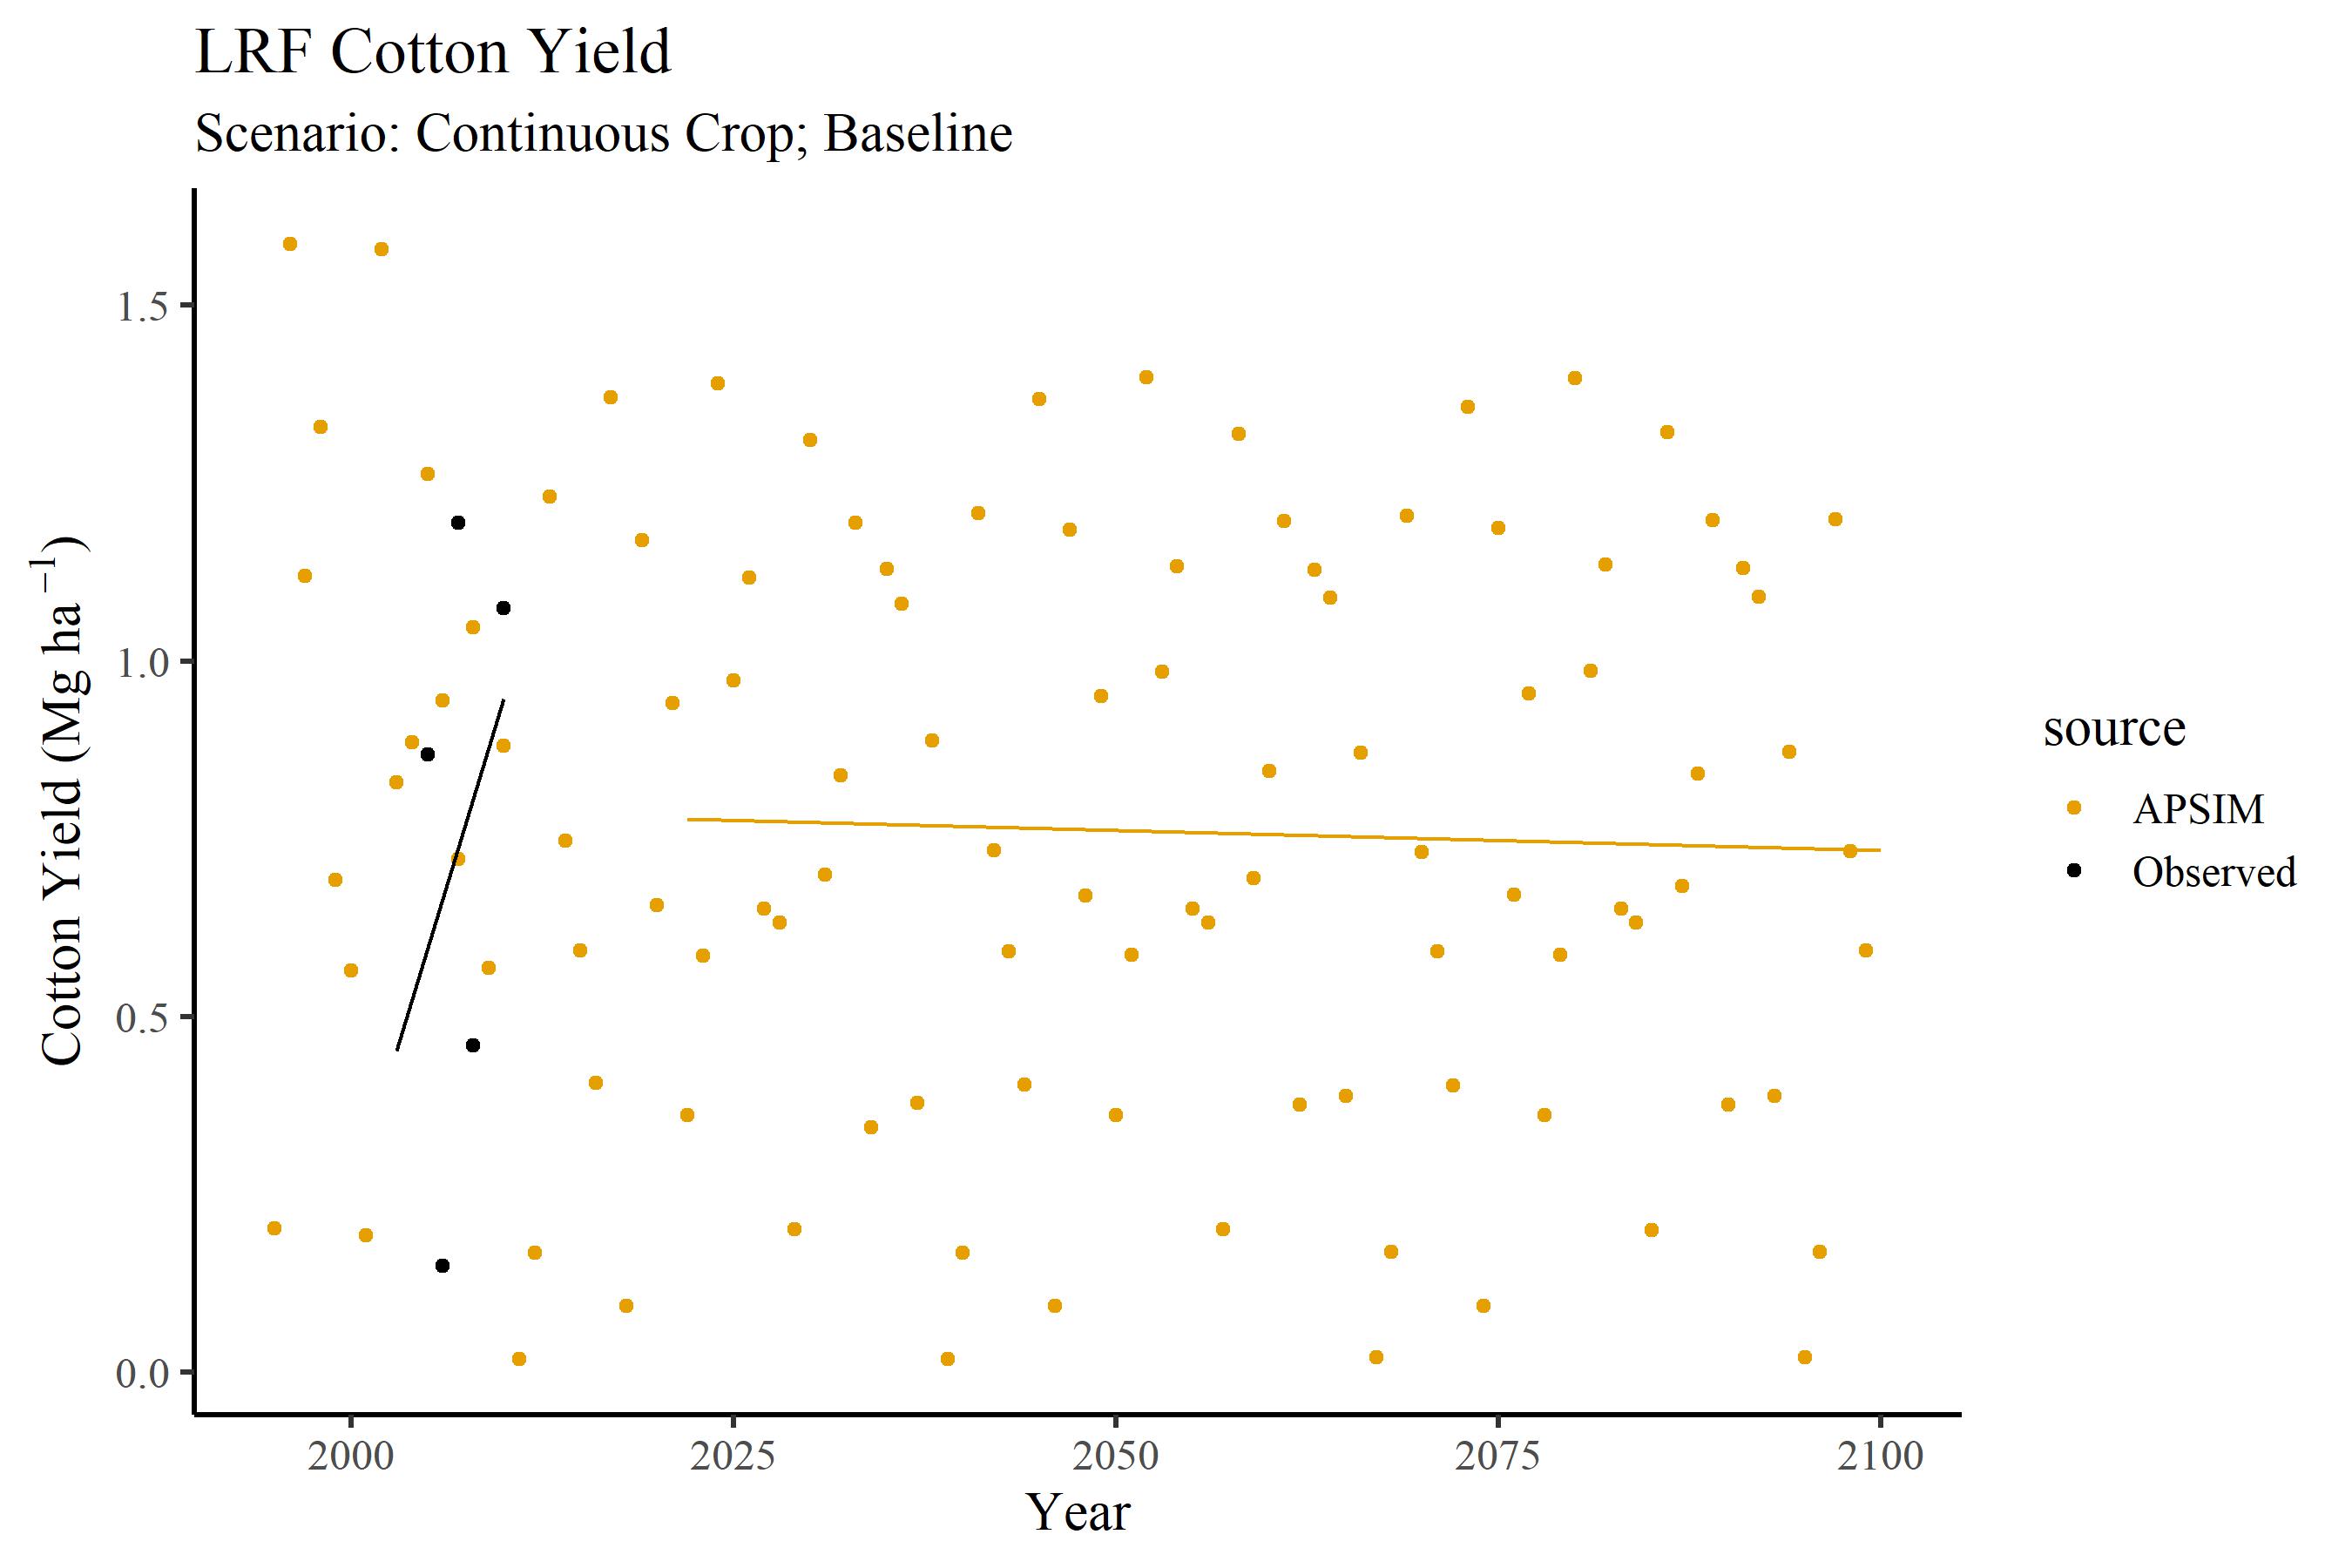 LRF Cotton Yield
Scenario: Continuous Crop; Baseline
Cotton Yield (Mg ha⁻¹)
1.5
1.0
0.5
0.0
2000 2025 2050 2075 2100
Year
source
APSIM
Observed